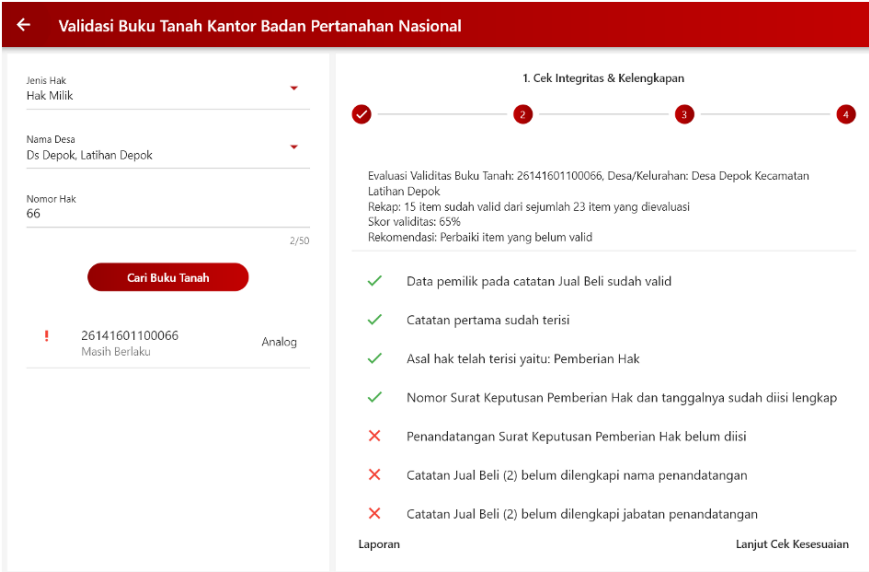 Validasi Buku Tanah Kantor Badan Pertanahan Nasional
Jenis Hak
Hak Milik
Nama Desa
Ds Depok, Latihan Depok
Nomor Hak
66
2/50
Cari Buku Tanah
26141601100066
Masih Berlaku
Analog
1. Cek Integritas & Kelengkapan
2
3
4
Evaluasi Validitas Buku Tanah: 26141601100066, Desa/Kelurahan: Desa Depok Kecamatan
Latihan Depok
Rekap: 15 item sudah valid dari sejumlah 23 item yang dievaluasi
Skor validitas: 65%
Rekomendasi: Perbaiki item yang belum valid
Data pemilik pada catatan Jual Beli sudah valid
Catatan pertama sudah terisi
Asal hak telah terisi yaitu: Pemberian Hak
Nomor Surat Keputusan Pemberian Hak dan tanggalnya sudah diisi lengkap
Penandatangan Surat Keputusan Pemberian Hak belum diisi
Catatan Jual Beli (2) belum dilengkapi nama penandatangan
Catatan Jual Beli (2) belum dilengkapi jabatan penandatangan
Laporan
Lanjut Cek Kesesuaian